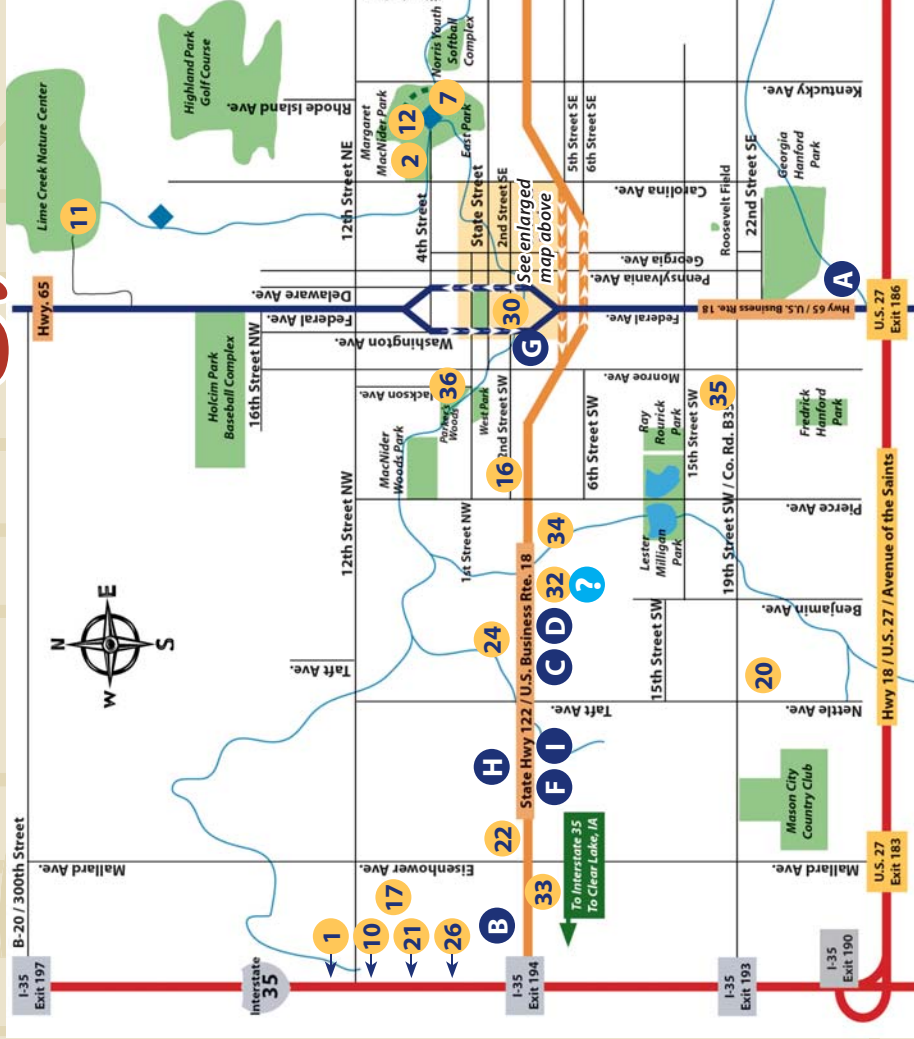 Lime Creek Nature Center
11
Highland Park
Golf Course
Norris Youth
Softball
Complex
Rhode Island Ave.
Margaret
MacNider Park
12
7
2
East Park
12th Street NE
4th Street
State Street
2nd Street SE
5th Street SE
6th Street SE
Kentucky Ave.
Carolina Ave.
See enlarged
map above
Georgia Ave.
Pennsylvania Ave.
Roosevelt Field
22nd Street SE
Georgia
Hanford
Park
Hwy. 65
Delaware Ave.
Federal Ave.
Washington Ave.
30
G
Federal Ave.
Hwy 65 / U.S. Business Rte. 18
A
U.S. 27
Exit 186
Holcim Park
Baseball Complex
16th Street NW
Jackson Ave.
36
Parker's
Woods
West Park
MacNider
Woods Park
2nd Street SW
16
Monroe Ave.
6th Street SW
Ray
Rourick
Park
15th Street SW
35
19th Street SW / Co. Rd. B35
Fredrick
Hanford
Park
12th Street NW
1st Street NW
34
Lester
Milligan
Park
Pierce Ave.
N
E
S
W
32
?
24
D
C
State Hwy 122 / U.S. Business Rte. 18
Benjamin Ave.
15th Street SW
20
Hwy 18 / U.S. 27 / Avenue of the Saints
Taft Ave.
Taft Ave.
Nettle Ave.
H
I
F
Mason City
Country Club
22
33
To Interstate 35
To Clear Lake, IA
U.S. 27
Exit 183
B-20 / 300th Street
Mallard Ave.
Eisenhower Ave.
Mallard Ave.
17
1
10
21
26
B
I-35
Exit 197
Interstate
35
I-35
Exit 194
I-35
Exit 193
I-35
Exit 190